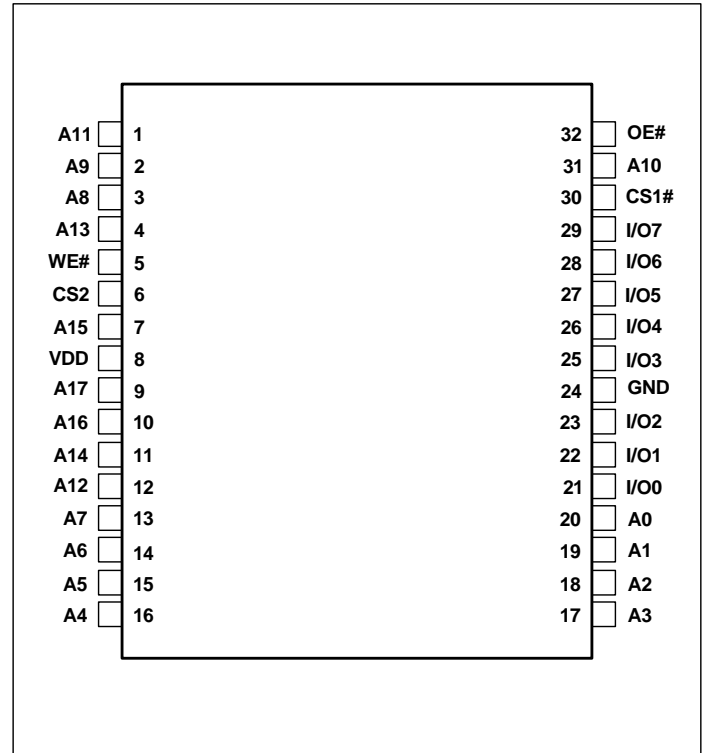 A11 1 32 OE#
A9 2 31 A10
A8 3 30 CS1#
A13 4 29 I/O7
WE# 5 28 I/O6
CS2 6 27 I/O5
A15 7 26 I/O4
VDD 8 25 I/O3
A17 9 24 GND
A16 10 23 I/O2
A14 11 22 I/O1
A12 12 21 I/O0
A7 13 20 A0
A6 14 19 A1
A5 15 18 A2
A4 16 17 A3